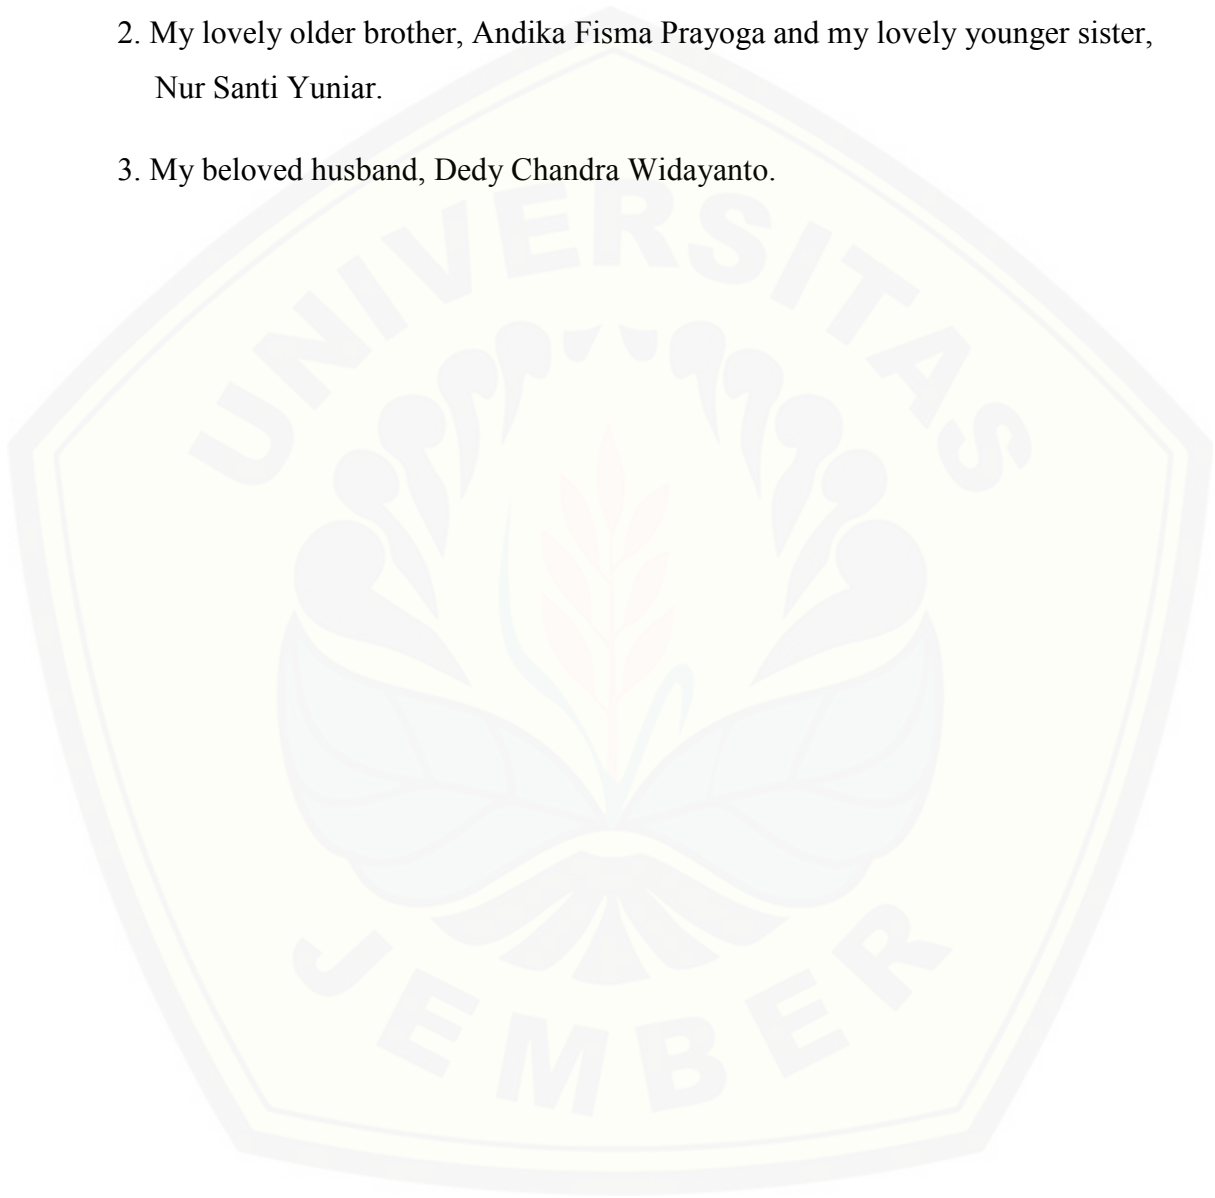 2. My lovely older brother, Andika Fisma Prayoga and my lovely younger sister,
Nur Santi Yuniar.
3. My beloved husband, Dedy Chandra Widayanto.
UNIVERSITAS
JEMBER